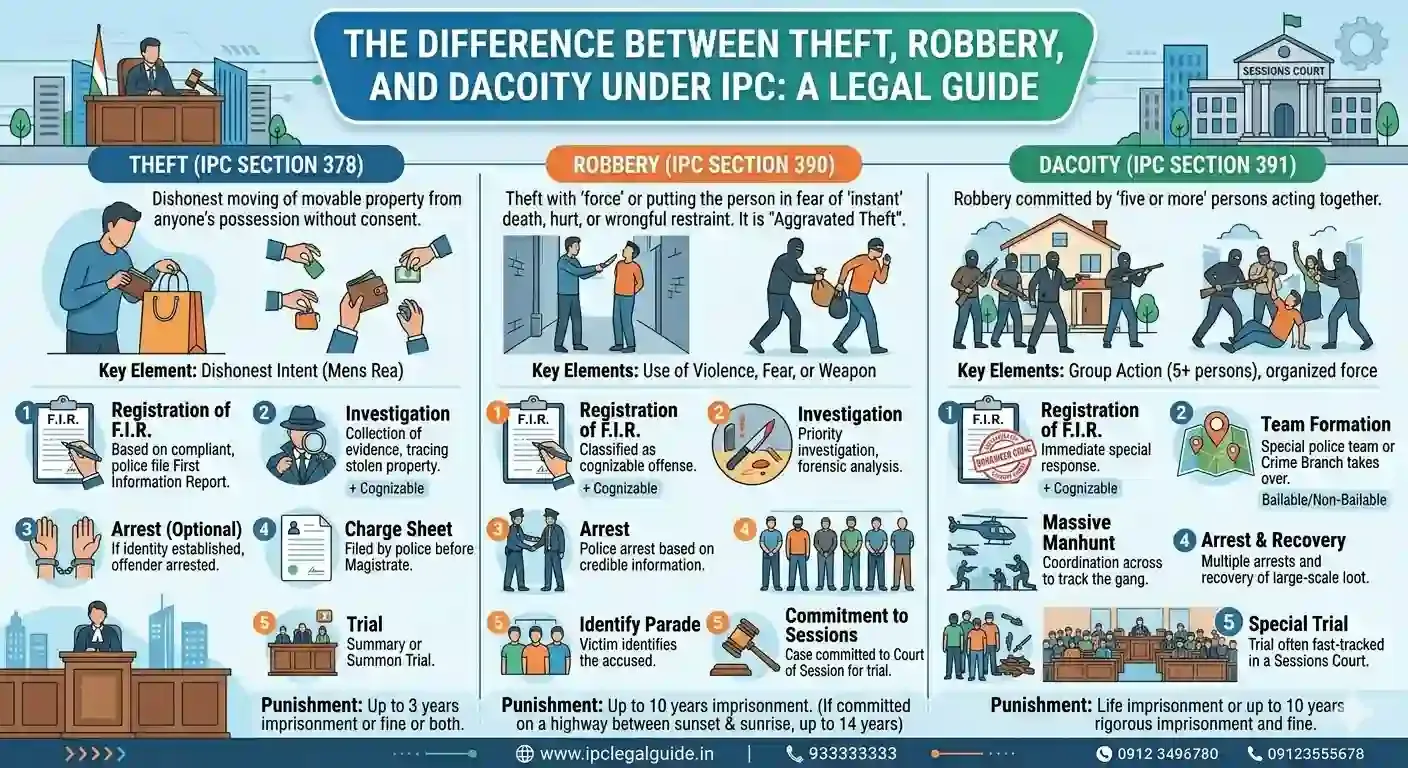 THE DIFFERENCE BETWEEN THEFT, ROBBERY,
AND DACOITY UNDER IPC: A LEGAL GUIDE
SESSIONS COURT
THEFT (IPC SECTION 378)
Dishonest moving of movable property from
anyone's possession without consent.
Key Element: Dishonest Intent (Mens Rea)
1
F.I.R.
Registration of
F.I.R.
Based on compliant,
police file First
Information Report.
2
Investigation
Collection of
evidence, tracing
stolen property.
+ Cognizable
3
Arrest (Optional)
If identity established,
offender arrested.
4
Charge Sheet
Filed by police before
Magistrate.
5
Trial
Summary or
Summon Trial.
Punishment: Up to 3 years
imprisonment or fine or both.
ROBBERY (IPC SECTION 390)
Theft with 'force' or putting the person in fear of 'instant'
death, hurt, or wrongful restraint. It is "Aggravated Theft".
Key Elements: Use of Violence, Fear, or Weapon
1
F.I.R.
Registration of
F.I.R.
Classified as
cognizable offense.
+ Cognizable
2
Investigation
Priority
investigation,
forensic analysis.
3
Arrest
Police arrest based on
credible information.
4
5
Identify Parade
Victim identifies
the accused.
5
Commitment to
Sessions
Case committed to Court
of Session for trial.
Punishment: Up to 10 years imprisonment. (If committed
on a highway between sunset & sunrise, up to 14 years)
DACOITY (IPC SECTION 391)
Robbery committed by 'five or more' persons acting together.
Key Elements: Group Action (5+ persons), organized force
1
F.I.R.
Registration of
F.I.R.
Immediate special
response.
+ Cognizable
2
Team Formation
Special police team or
Crime Branch takes
over.
Bailable/Non-Bailable
Massive
Manhunt
Coordination across
to track the gang.
4
Arrest & Recovery
Multiple arrests and
recovery of large-scale loot.
5
Special Trial
Trial often fast-tracked
in a Sessions Court.
Punishment: Life imprisonment or up to 10 years
rigorous imprisonment and fine.
www.ipclegalguide.in
933333333
0912 3496780
09123555678